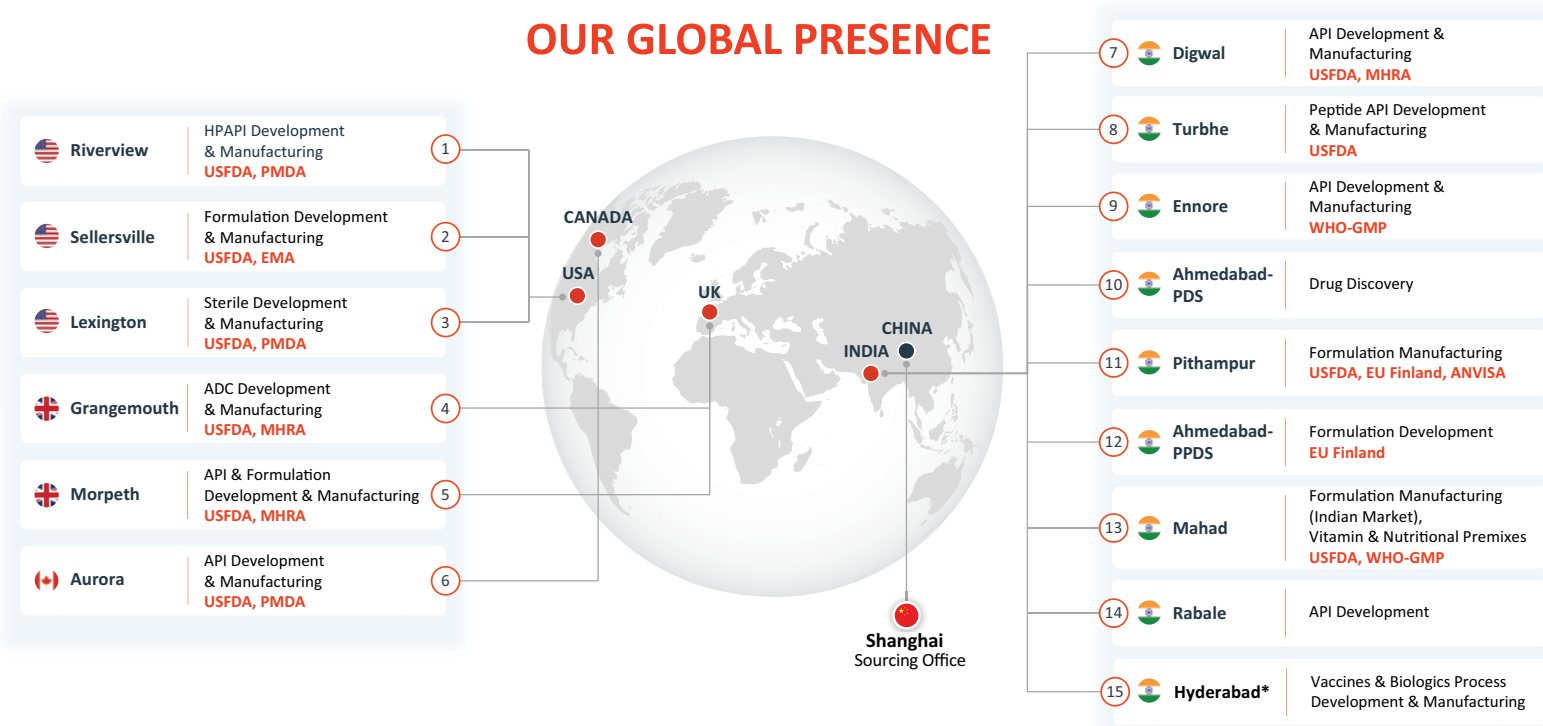 OUR GLOBAL PRESENCE
Riverview
HPAPI Development
& Manufacturing
USFDA, PMDA
1
Sellersville
Formulation Development
& Manufacturing
USFDA, EMA
2
Lexington
Sterile Development
& Manufacturing
USFDA, PMDA
3
Grangemouth
ADC Development
& Manufacturing
USFDA, MHRA
4
Morpeth
API & Formulation
Development & Manufacturing
USFDA, MHRA
5
Aurora
API Development
& Manufacturing
USFDA, PMDA
6
CANADA
USA
UK
CHINA
INDIA
Shanghai
Sourcing Office
7
Digwal
API Development &
Manufacturing
USFDA, MHRA
8
Turbhe
Peptide API Development
& Manufacturing
USFDA
9
Ennore
API Development &
Manufacturing
WHO-GMP
10
Ahmedabad-
PDS
Drug Discovery
11
Pithampur
Formulation Manufacturing
USFDA, EU Finland, ANVISA
12
Ahmedabad-
PPDS
Formulation Development
EU Finland
13
Mahad
Formulation Manufacturing
(Indian Market),
Vitamin & Nutritional Premixes
USFDA, WHO-GMP
14
Rabale
API Development
15
Hyderabad*
Vaccines & Biologics Process
Development & Manufacturing